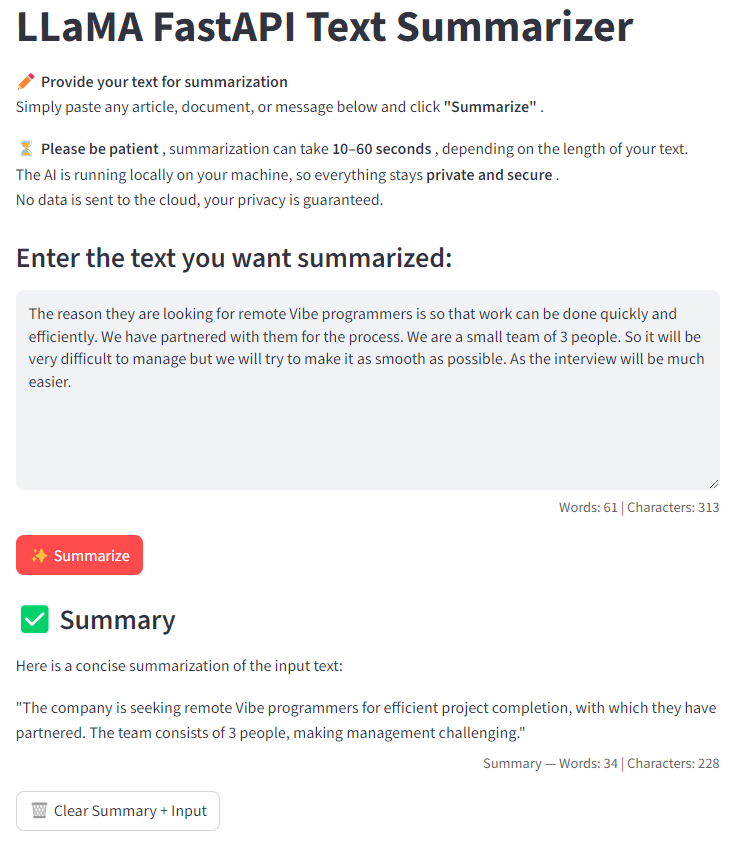 LLaMA FastAPI Text Summarizer
Provide your text for summarization
Simply paste any article, document, or message below and click "Summarize" .
Please be patient , summarization can take 10–60 seconds , depending on the length of your text.
The AI is running locally on your machine, so everything stays private and secure .
No data is sent to the cloud, your privacy is guaranteed.
Enter the text you want summarized:
The reason they are looking for remote Vibe programmers is so that work can be done quickly and
efficiently. We have partnered with them for the process. We are a small team of 3 people. So it will be
very difficult to manage but we will try to make it as smooth as possible. As the interview will be much
easier.
Words: 61 | Characters: 313
Summarize
Summary
Here is a concise summarization of the input text:
"The company is seeking remote Vibe programmers for efficient project completion, with which they have
partnered. The team consists of 3 people, making management challenging."
Summary — Words: 34 | Characters: 228
Clear Summary + Input